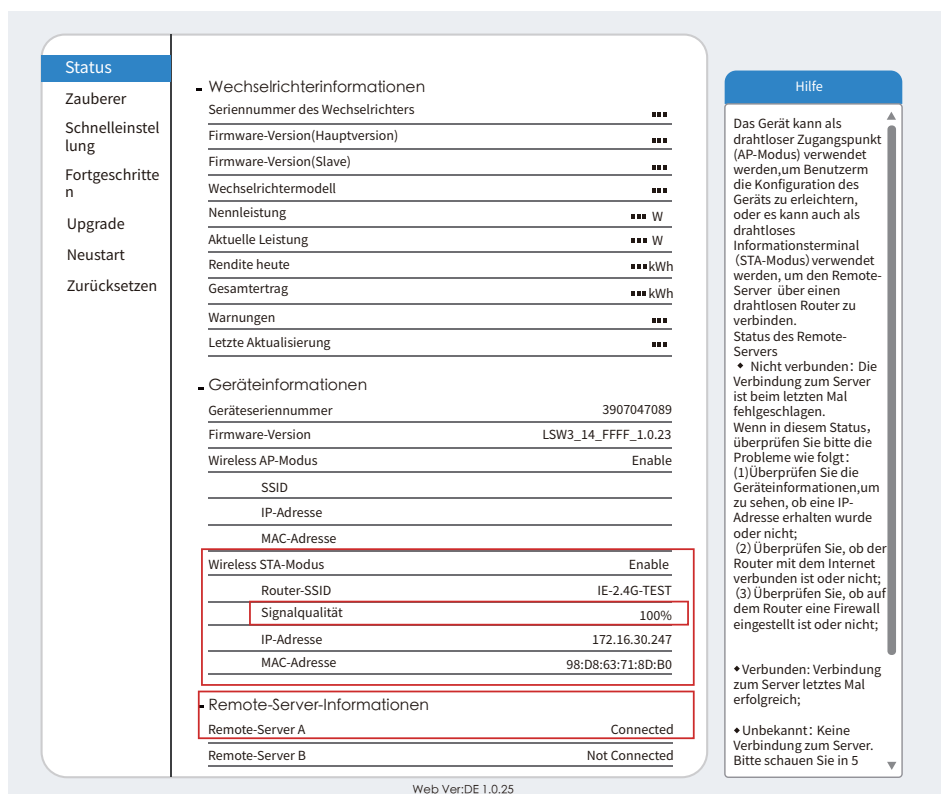 Status
Zauberer
Schnelleinstel
lung
Fortgeschritte
n
Upgrade
Neustart
Zurücksetzen
Wechselrichterinformationen
Seriennummer des Wechselrichters
Firmware-Version(Hauptversion)
Firmware-Version(Slave)
Wechselrichtermodell
Nennleistung W
Aktuelle Leistung W
Rendite heute kWh
Gesamtertrag kWh
Warnungen
Letzte Aktualisierung
Geräteinformationen
Geräteseriennummer 3907047089
Firmware-Version LSW3_14_FFFF_1.0.23
Wireless AP-Modus Enable
SSID
IP-Adresse
MAC-Adresse
Wireless STA-Modus Enable
Router-SSID IE-2.4G-TEST
Signalqualität 100%
IP-Adresse 172.16.30.247
MAC-Adresse 98:D8:63:71:8D:B0
Remote-Server-Informationen
Remote-Server A Connected
Remote-Server B Not Connected
Hilfe
Das Gerät kann als
drahtloser Zugangspunkt
(AP-Modus) verwendet
werden,um Benutzerm
die Konfiguration des
Geräts zu erleichtern,
oder es kann auch als
drahtloses
Informationsterminal
(STA-Modus)verwendet
werden, um den Remote-
Server über einen
drahtlosen Router zu
verbinden.
Status des Remote-
Servers
◆ Nicht verbunden: Die
Verbindung zum Server
ist beim letzten Mal
fehlgeschlagen.
Wenn in diesem Status,
überprüfen Sie bitte die
Probleme wie folgt:
(1)Überprüfen Sie die
Geräteinformationen,um
zu sehen, ob eine IP-
Adresse erhalten wurde
oder nicht;
(2) Überprüfen Sie, ob der
Router mit dem Internet
verbunden ist oder nicht;
(3) Überprüfen Sie, ob auf
dem Router eine Firewall
eingestellt ist oder nicht;
◆Verbunden: Verbindung
zum Server letztes Mal
erfolgreich;
◆Unbekannt: Keine
Verbindung zum Server.
Bitte schauen Sie in 5
Web Ver:DE 1.0.25